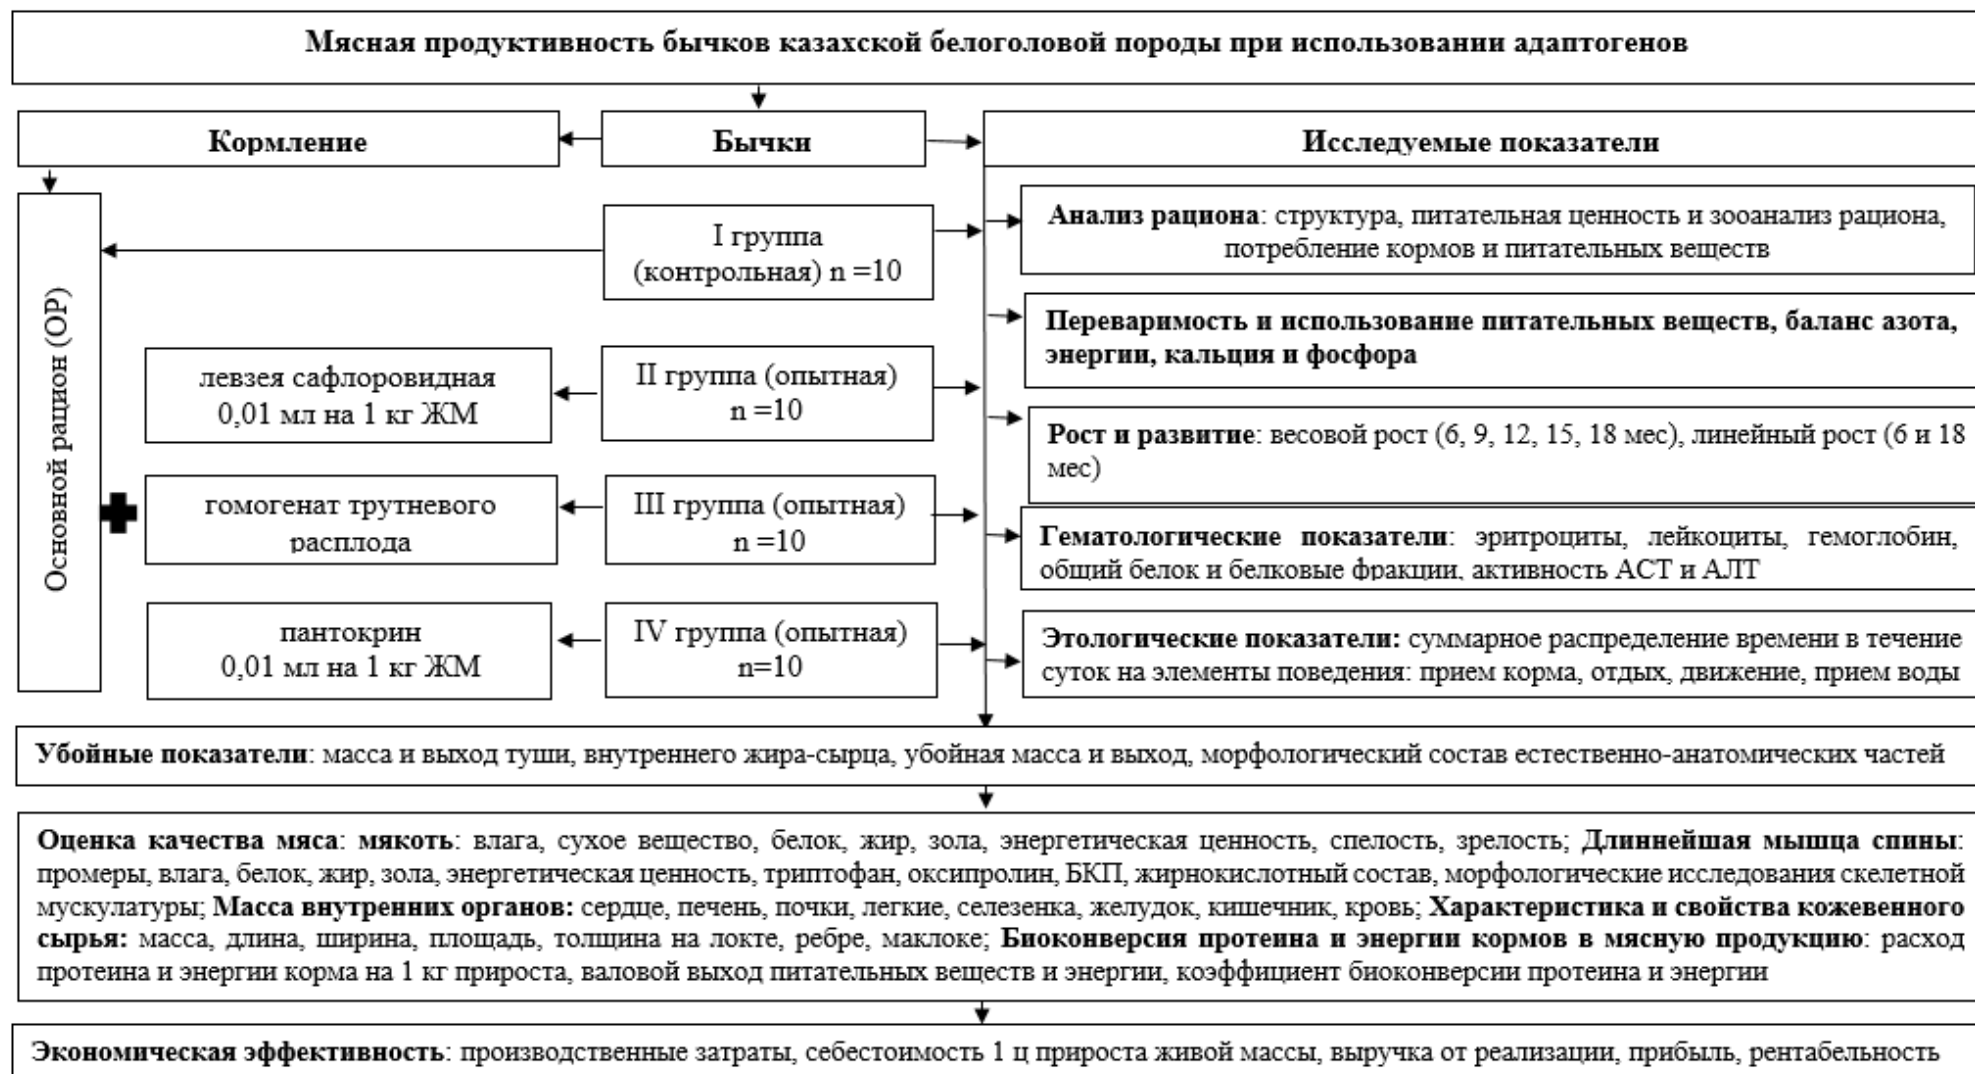 Мясная продуктивность бычков казахской белоголовой породы при использовании адаптогенов
Кормление
Бычки
Исследуемые показатели
Основной рацион (ОР)
I группа
(контрольная) n =10
Анализ рациона: структура, питательная ценность и зооанализ рациона,
потребление кормов и питательных веществ
Переваримость и использование питательных веществ, баланс азота,
энергии, кальция и фосфора
левзея сафлоровидная
0,01 мл на 1 кг ЖМ
II группа (опытная)
n =10
Рост и развитие: весовой рост (6, 9, 12, 15, 18 мес), линейный рост (6 и 18
мес)
гомогенат трутневого
расплода
III группа (опытная)
n =10
Гематологические показатели: эритроциты, лейкоциты, гемоглобин,
общий белок и белковые фракции, активность АСТ и АЛТ
пантокрин
0,01 мл на 1 кг ЖМ
IV группа (опытная)
n=10
Этологические показатели: суммарное распределение времени в течение
суток на элементы поведения: прием корма, отдых, движение, прием воды
Убойные показатели: масса и выход туши, внутреннего жира-сырца, убойная масса и выход, морфологический состав естественно-анатомических частей
Оценка качества мяса: мякоть: влага, сухое вещество, белок, жир, зола, энергетическая ценность, спелость, зрелость; Длиннейшая мышца спины:
промеры, влага, белок, жир, зола, энергетическая ценность, триптофан, оксипролин, БКП, жирнокислотный состав, морфологические исследования скелетной
мускулатуры; Масса внутренних органов: сердце, печень, почки, легкие, селезенка, желудок, кишечник, кровь; Характеристика и свойства кожевенного
сырья: масса, длина, ширина, площадь, толщина на локте, ребре, маклоке; Биоконверсия протеина и энергии кормов в мясную продукцию: расход
протеина и энергии корма на 1 кг прироста, валовой выход питательных веществ и энергии, коэффициент биоконверсии протеина и энергии
Экономическая эффективность: производственные затраты, себестоимость 1 ц прироста живой массы, выручка от реализации, прибыль, рентабельность